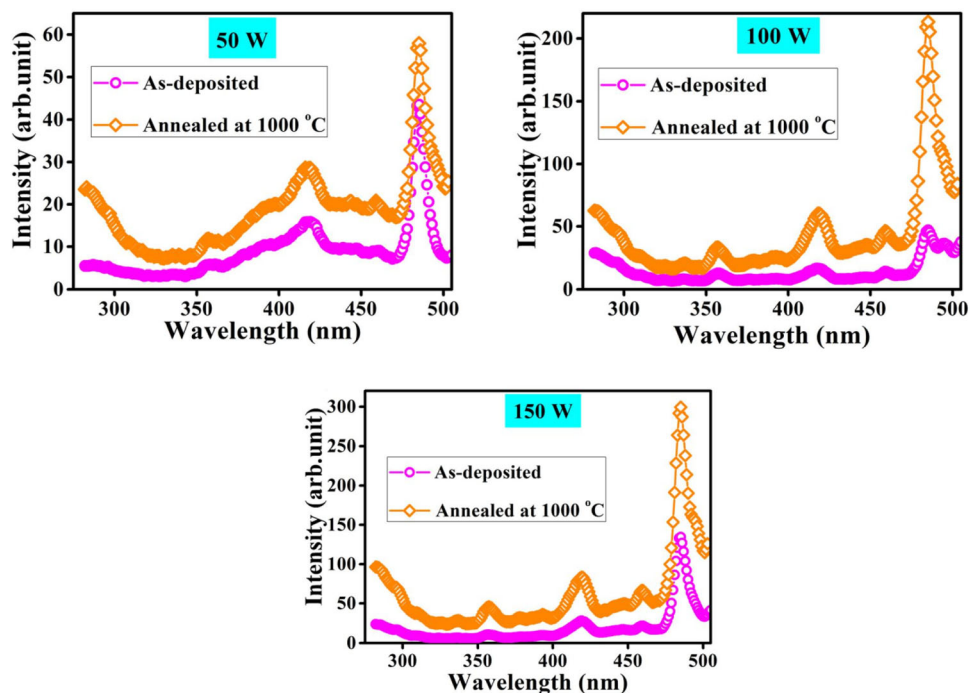 50 W
As-deposited
Annealed at 1000 °C
Intensity (arb.unit)
60
50
40
30
20
10
0
300
350
400
450
500
Wavelength (nm)
100 W
As-deposited
Annealed at 1000 °C
Intensity (arb.unit)
200
150
100
50
0
300
350
400
450
500
Wavelength (nm)
150 W
As-deposited
Annealed at 1000 °C
Intensity (arb.unit)
300
250
200
150
100
50
0
300
350
400
450
500
Wavelength (nm)